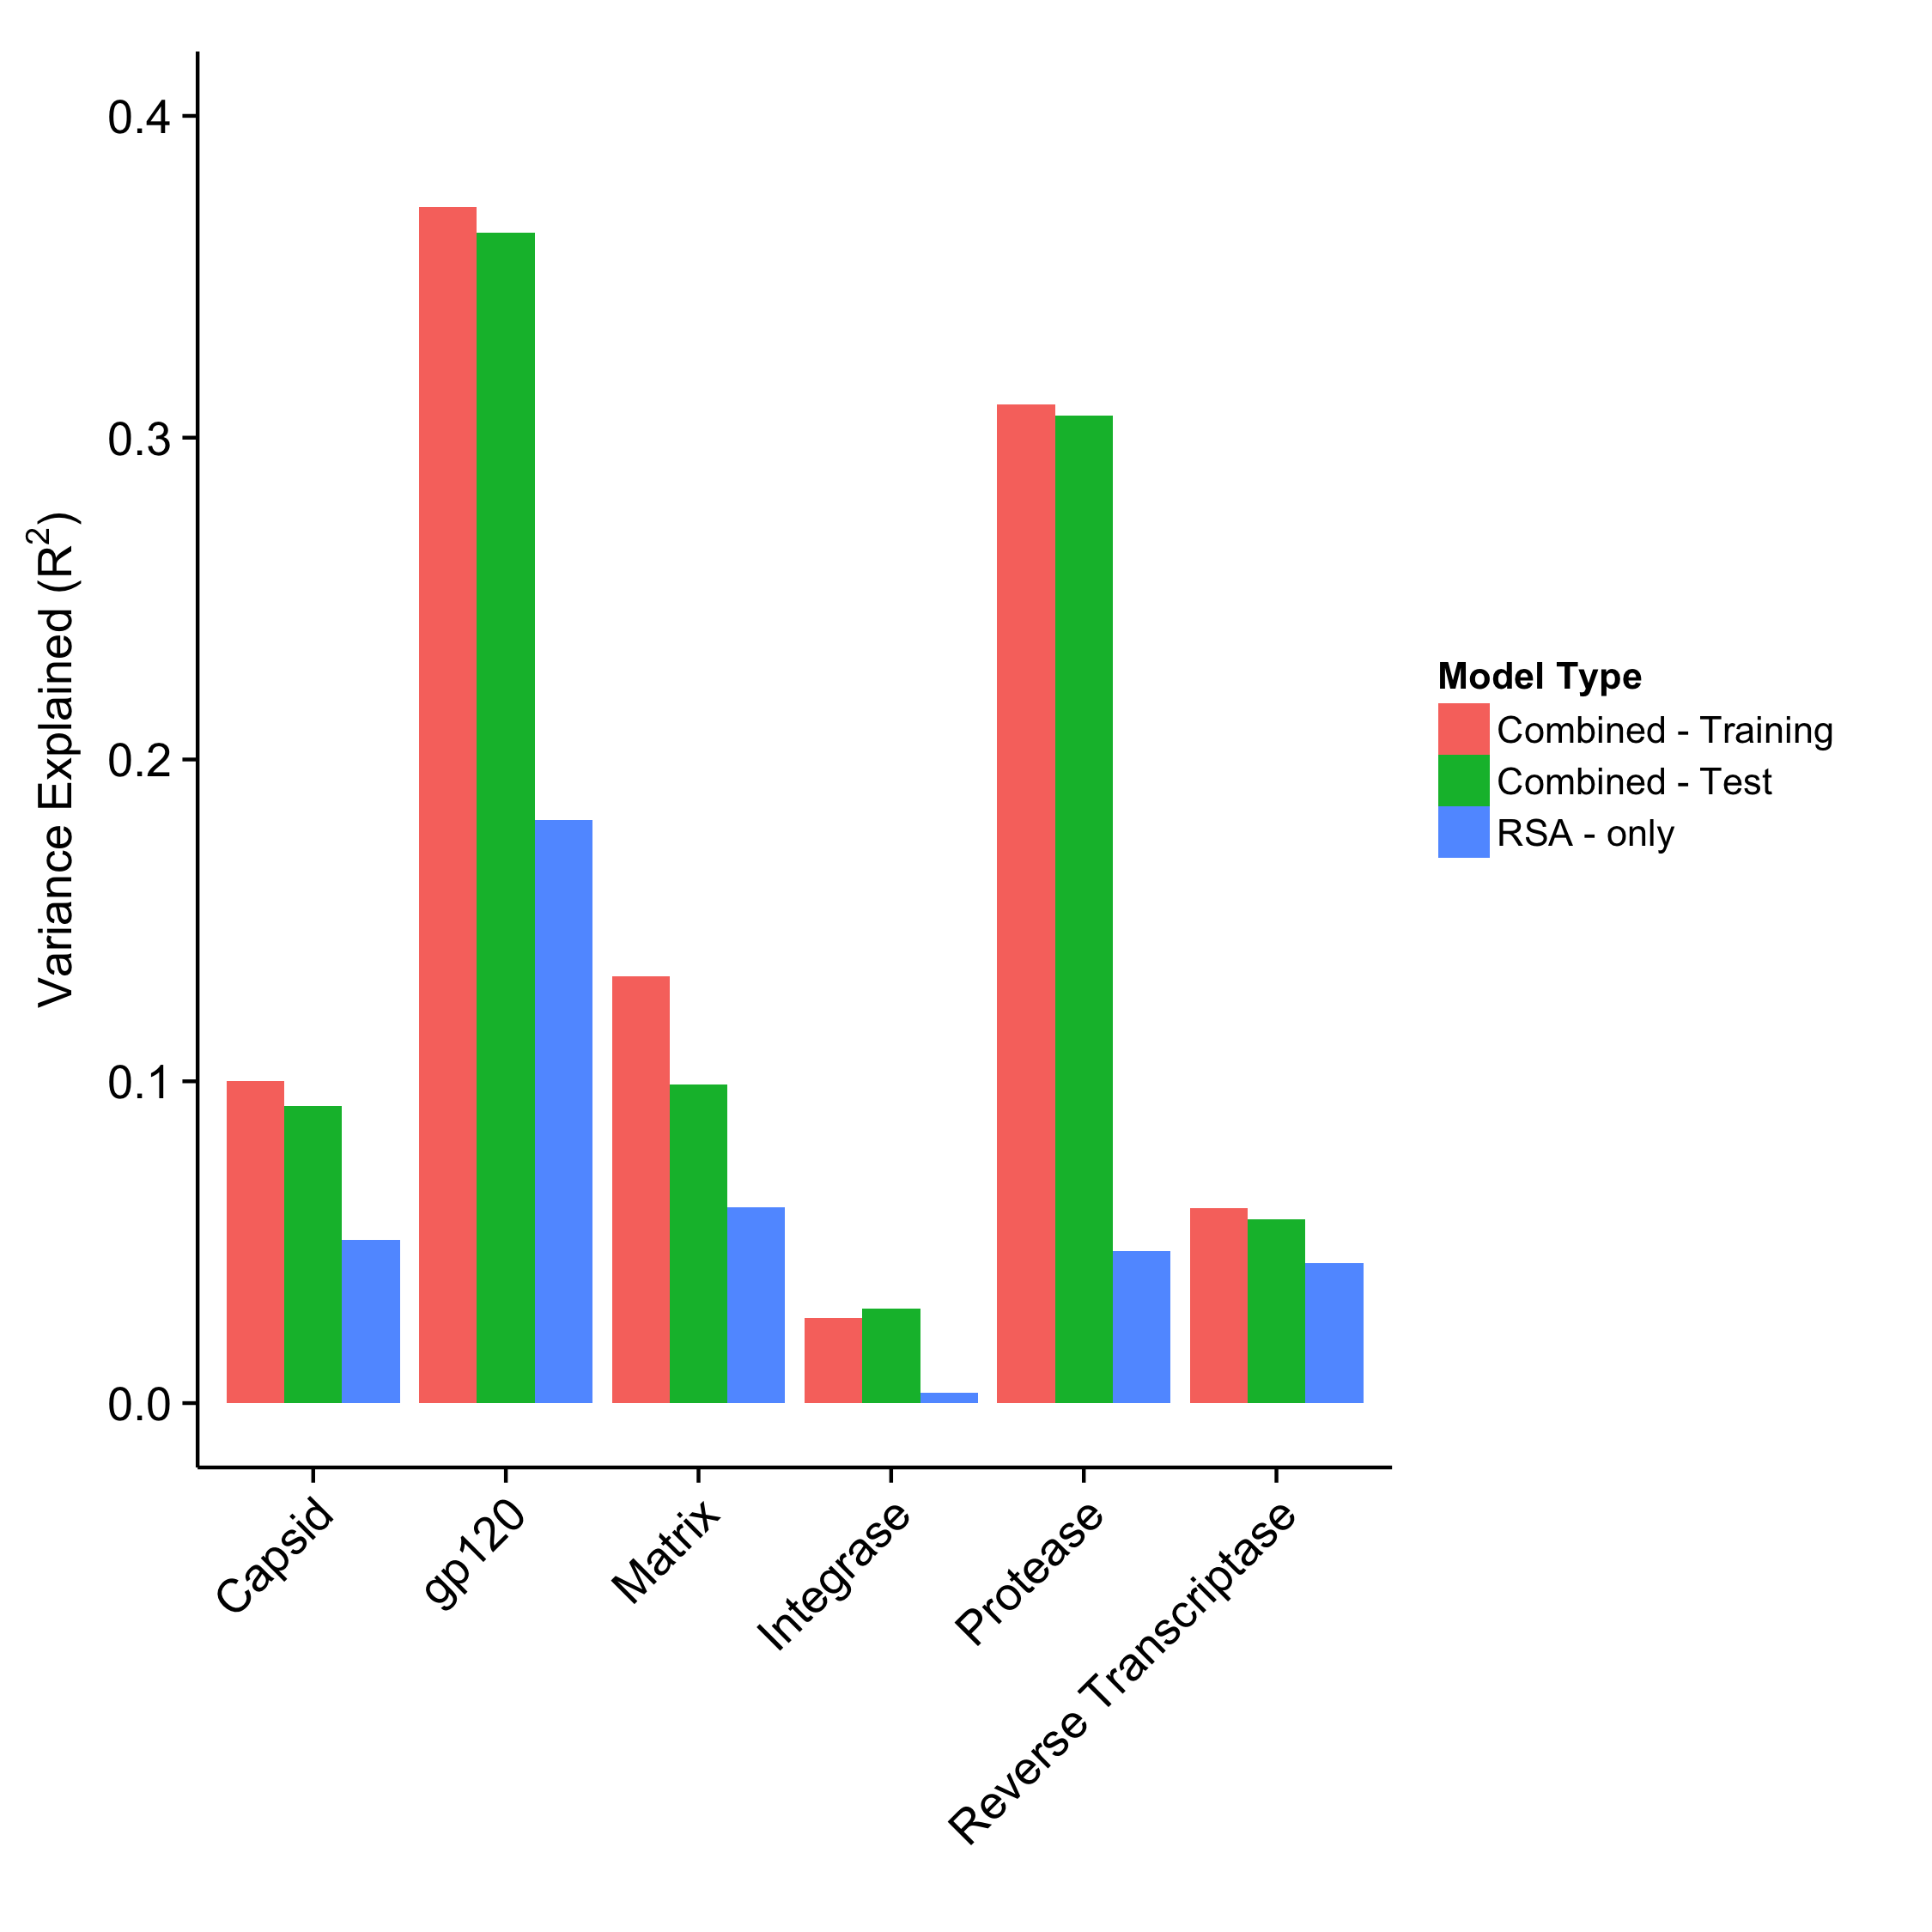 Variance Explained (R²)
0.4
0.3
0.2
0.1
0.0
Capsid
gp120
Matrix
Integrase
Protease
Reverse Transcriptase
Model Type
Combined - Training
Combined - Test
RSA - only